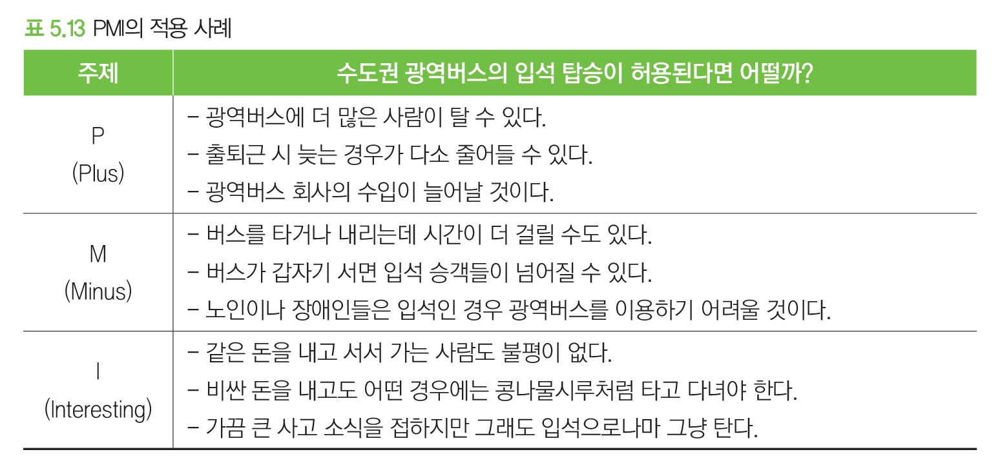 표 5.13 PMI의 적용 사례
주제 수도권 광역버스의 입석 탑승이 허용된다면 어떨까?
P
(Plus)
– 광역버스에 더 많은 사람이 탈 수 있다.
– 출퇴근 시 늦는 경우가 다소 줄어들 수 있다.
– 광역버스 회사의 수입이 늘어날 것이다.
M
(Minus)
– 버스를 타거나 내리는데 시간이 더 걸릴 수도 있다.
– 버스가 갑자기 서면 입석 승객들이 넘어질 수 있다.
– 노인이나 장애인들은 입석인 경우 광역버스를 이용하기 어려울 것이다.
I
(Interesting)
– 같은 돈을 내고 서서 가는 사람도 불평이 없다.
– 비싼 돈을 내고도 어떤 경우에는 콩나물시루처럼 타고 다녀야 한다.
– 가끔 큰 사고 소식을 접하지만 그래도 입석으로나마 그냥 탄다.